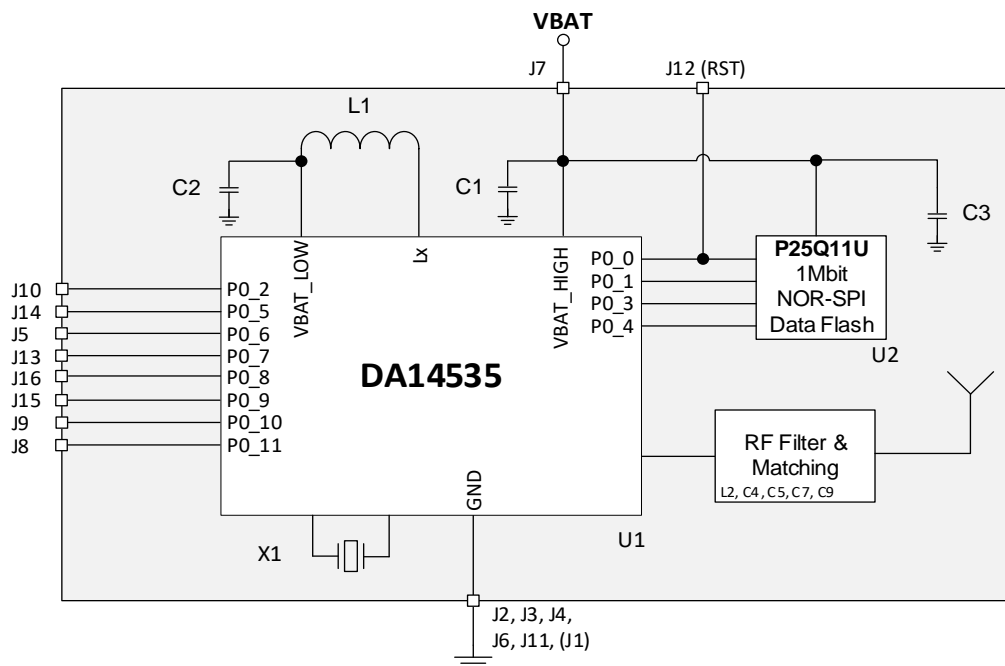 VBAT
J7
J12 (RST)
L1
C2
C1
C3
VBAT_LOW
Lx
VBAT_HIGH
P0_0
P0_1
P0_3
P0_4
P25Q11U
1Mbit
NOR-SPI
Data Flash
U2
J10
J14
J5
J13
J16
J15
J9
J8
P0_2
P0_5
P0_6
P0_7
P0_8
P0_9
P0_10
P0_11
DA14535
RF Filter &
Matching
L2, C4, C5, C7, C9
GND
X1
U1
J2, J3, J4,
J6, J11, (J1)